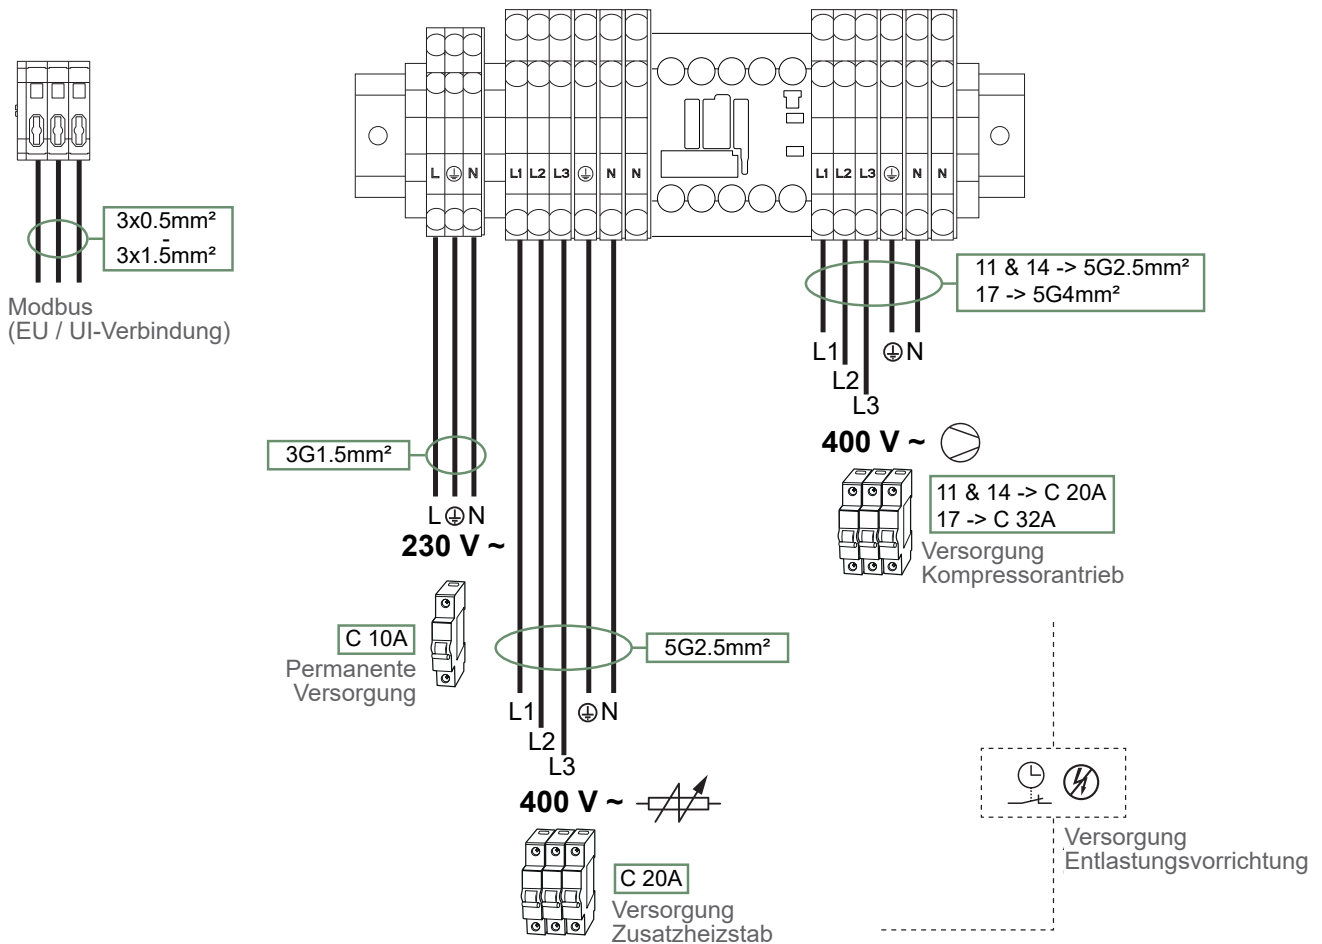 L ⏚ N
L1 L2 L3 ⏚ N N
L1 L2 L3 ⏚ N N
3x0.5mm²
-
3x1.5mm²
Modbus
(EU / UI-Verbindung)
11 & 14 -> 5G2.5mm²
17 -> 5G4mm²
L1 ⏚ N
L2
L3
400 V ~
11 & 14 -> C 20A
17 -> C 32A
Versorgung
Kompressorantrieb
3G1.5mm²
L ⏚ N
230 V ~
C 10A
Permanente
Versorgung
5G2.5mm²
L1 ⏚ N
L2
L3
400 V ~
C 20A
Versorgung
Zusatzheizstab
Versorgung
Entlastungsvorrichtung